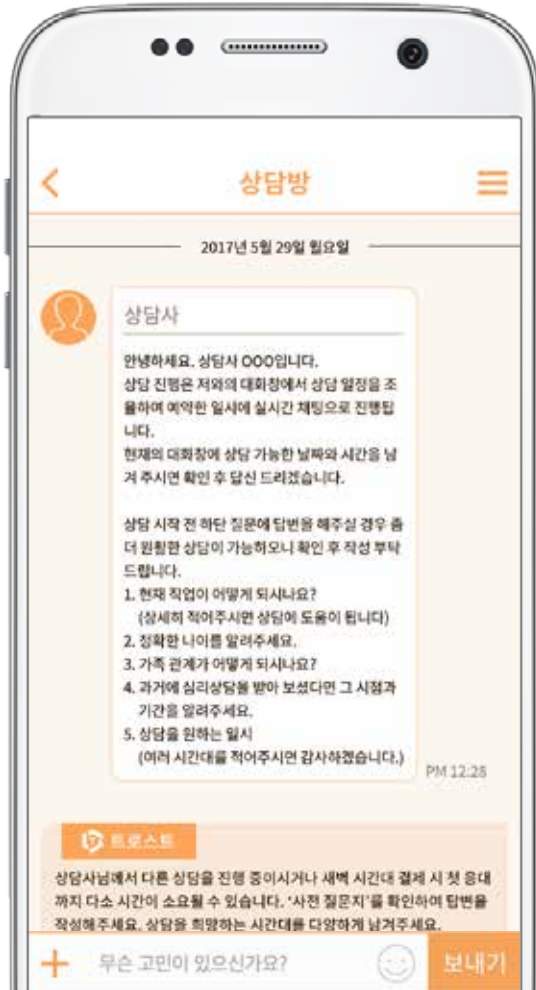 상담방
2017년 5월 29일 월요일
상담사
안녕하세요. 상담사 OOO입니다.
상담 진행은 저와의 대화창에서 상담 일정을 조
율하여 예약한 일시에 실시간 채팅으로 진행됩
니다.
현재의 대화창에 상담 가능한 날짜와 시간을 남
겨 주시면 확인 후 답신 드리겠습니다.
상담 시작 전 하단 질문에 답변을 해주실 경우 좀
더 원활한 상담이 가능하오니 확인 후 작성 부탁
드립니다.
1. 현재 직업이 어떻게 되시나요?
(상세히 적어주시면 상담에 도움이 됩니다)
2. 정확한 나이를 알려주세요.
3. 가족 관계가 어떻게 되시나요?
4. 과거에 심리상담을 받아 보셨다면 그 시점과
기간을 알려주세요.
5. 상담을 원하는 일시
(여러 시간대를 적어주시면 감사하겠습니다.)
PM 12:28
트로스트
상담사님께서 다른 상담을 진행 중이시거나 새벽 시간대 결제 시 첫 응대
까지 다소 시간이 소요될 수 있습니다. ‘사전 질문지’를 확인하여 답변을
작성해주세요. 상담을 희망하는 시간대를 다양하게 남겨주세요.
무슨 고민이 있으신가요?
보내기